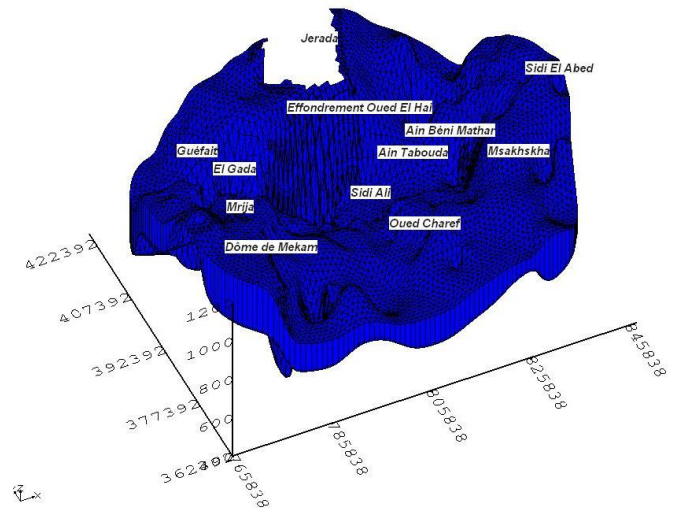 Jerada
Sidi El Abed
Effondrement Oued El Hai
Ain Béni Mathar
Guéfait
Ain Tabouda
Msakhskha
El Gada
Sidi Ali
Mrija
Oued Charef
Dôme de Mekam
422392
407392
392392
377392
1000
800
600
765838
785838
805838
825838
845838
Z
X